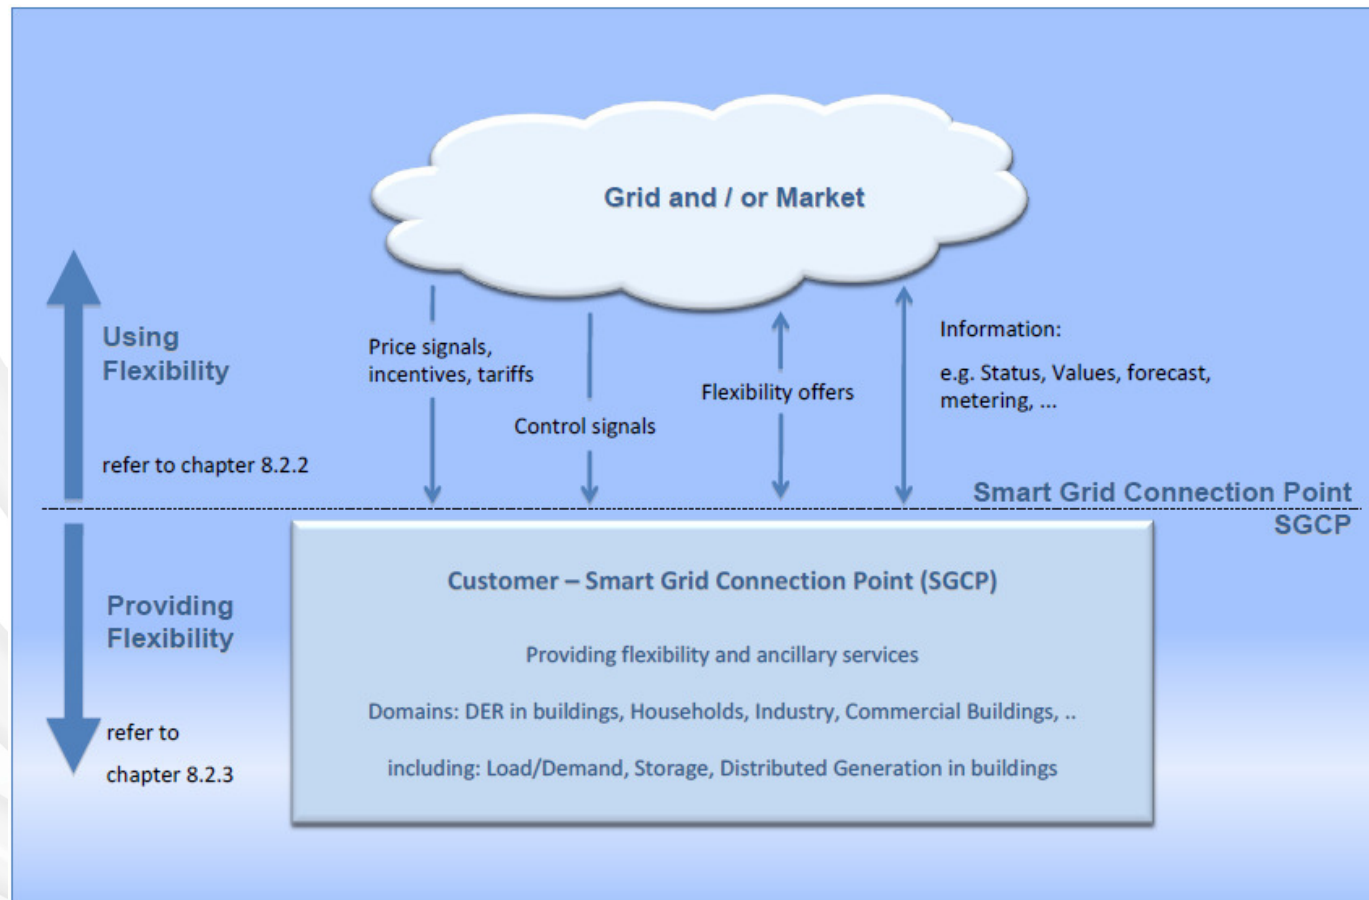 Grid and / or Market
Using
Flexibility
refer to chapter 8.2.2
Price signals,
incentives, tariffs
Control signals
Flexibility offers
Information:
e.g. Status, Values, forecast,
metering, ...
Smart Grid Connection Point
SGCP
Providing
Flexibility
refer to
chapter 8.2.3
Customer – Smart Grid Connection Point (SGCP)
Providing flexibility and ancillary services
Domains: DER in buildings, Households, Industry, Commercial Buildings, ..
including: Load/Demand, Storage, Distributed Generation in buildings